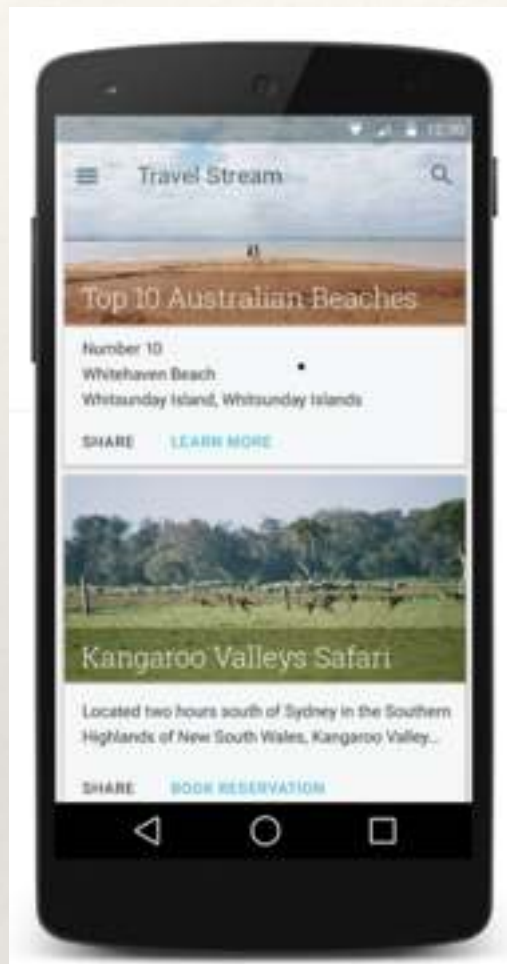 12:30
Travel Stream
Top 10 Australian Beaches
Number 10
Whitehaven Beach
Whitsunday Island, Whitsunday Islands
SHARE LEARN MORE
Kangaroo Valleys Safari
Located two hours south of Sydney in the Southern
Highlands of New South Wales, Kangaroo Valley...
SHARE BOOK RESERVATION